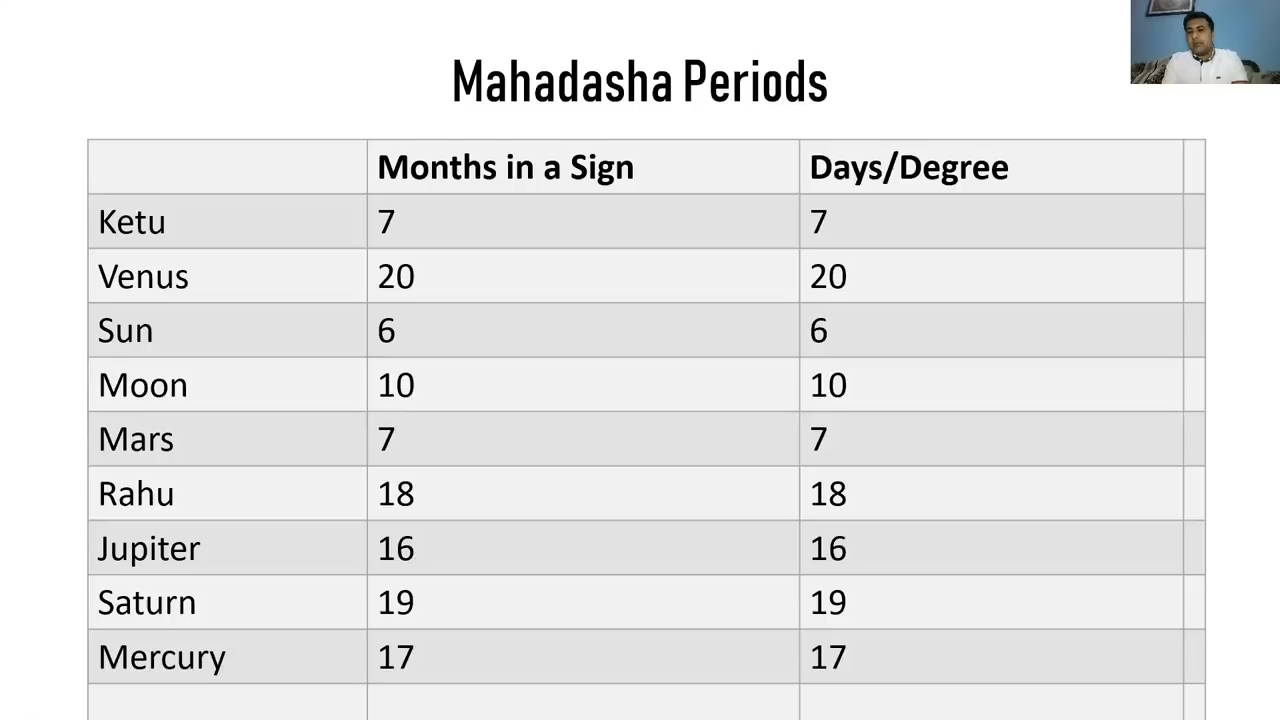 Mahadasha Periods
Months in a Sign Days/Degree
Ketu 7 7
Venus 20 20
Sun 6 6
Moon 10 10
Mars 7 7
Rahu 18 18
Jupiter 16 16
Saturn 19 19
Mercury 17 17